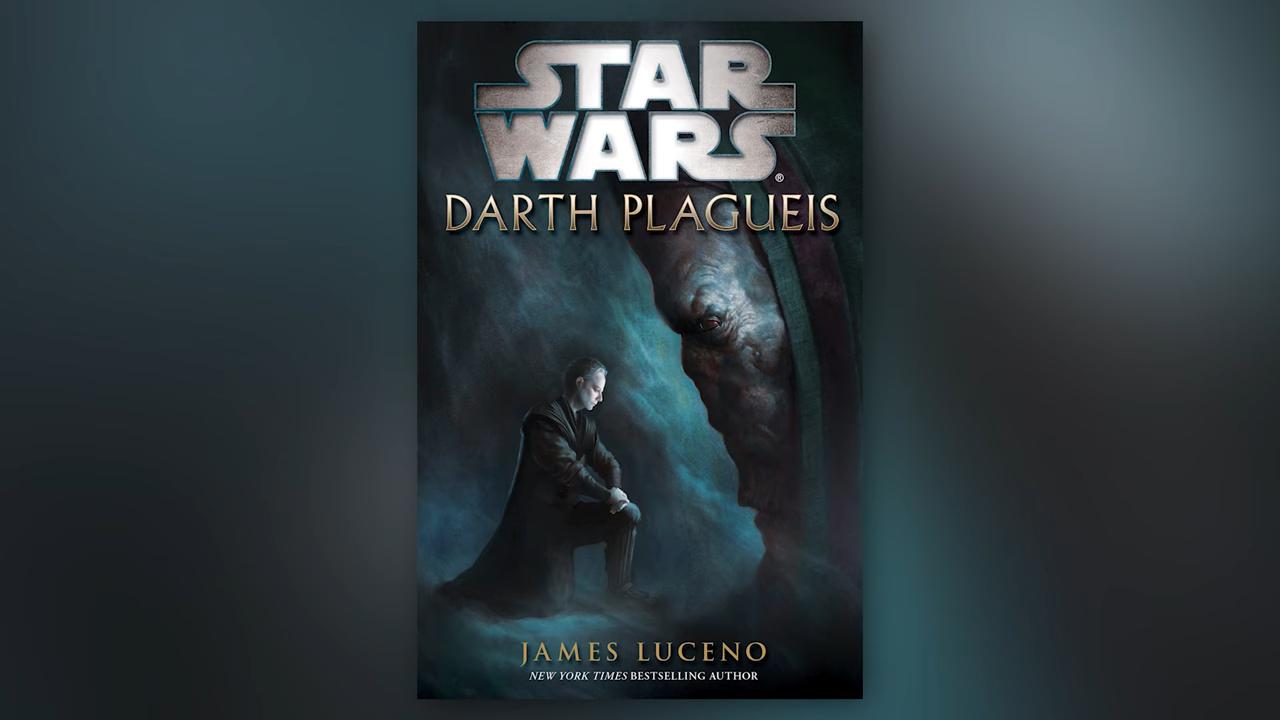 STAR
WARS®
DARTH PLAGUEIS
JAMES LUCENO
NEW YORK TIMES BESTSELLING AUTHOR